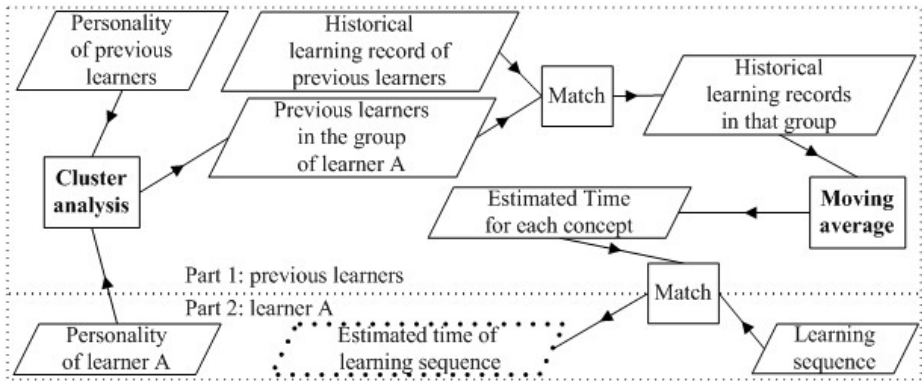 Personality
of previous
learners
Historical
learning record of
previous learners
Match
Historical
learning records
in that group
Previous learners
in the group
of learner A
Cluster
analysis
Estimated Time
for each concept
Moving
average
Part 1: previous learners
Match
Part 2: learner A
Personality
of learner A
Estimated time of
learning sequence
Learning
sequence